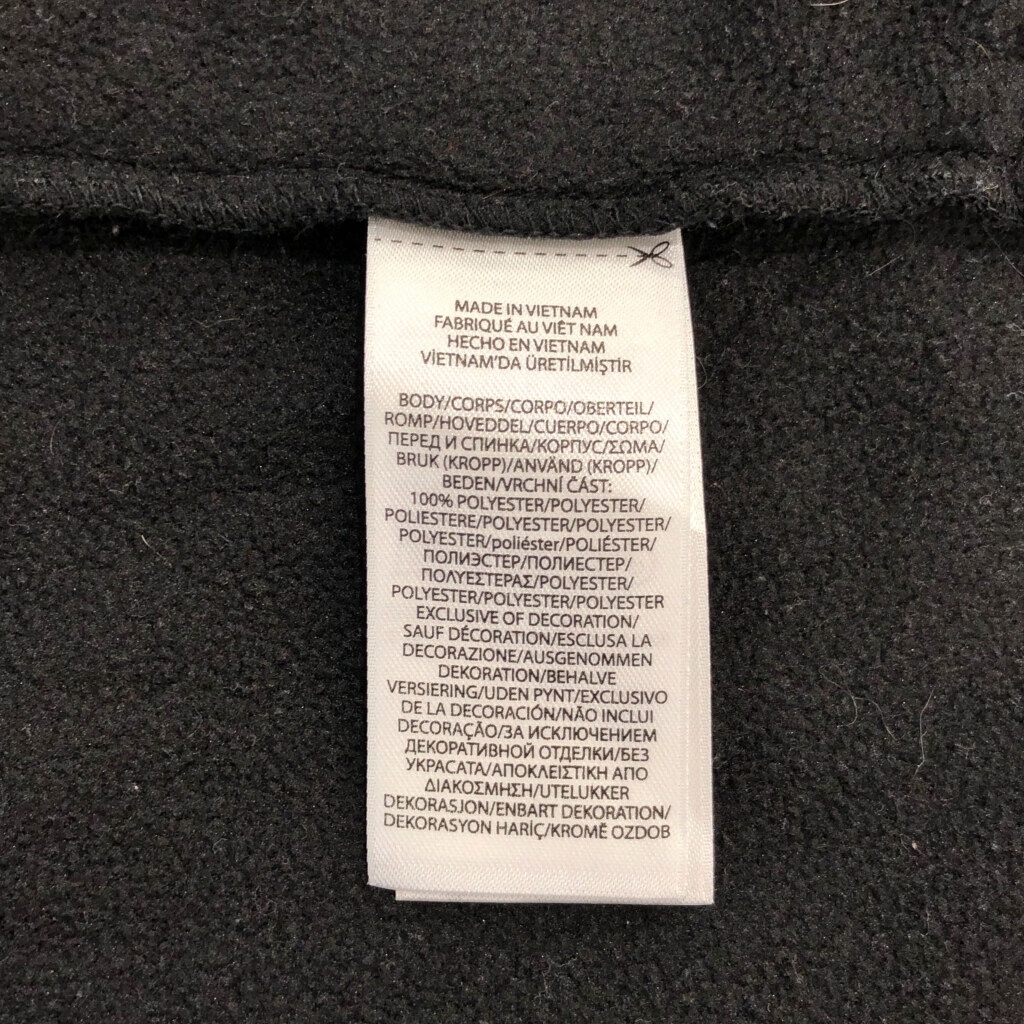 MADE IN VIETNAM
FABRIQUÉ AU VIÊT NAM
HECHO EN VIETNAM
VİETNAM'DA ÜRETİLMİŞTİR
BODY/CORPS/CORPO/OBERTEIL/
ROMP/HOVEDDEL/CUERPO/CORPO/
ПЕРЕД И СПИНКА/КОРПУС/ΣΩΜΑ/
BRUK (KROPP)/ANVÄND (KROPP)/
BEDEN/VRCHNÍ ČÁST:
100% POLYESTER/POLYESTER/
POLIESTERE/POLYESTER/POLYESTER/
POLYESTER/poliéster/POLIÉSTER/
ПОЛИЭСТЕР/ПОЛИЕСТЕР/
ΠΟΛΥΕΣΤΕΡΑΣ/POLYESTER/
POLYESTER/POLYESTER/POLYESTER
EXCLUSIVE OF DECORATION/
SAUF DÉCORATION/ESCLUSA LA
DECORAZIONE/AUSGENOMMEN
DEKORATION/BEHALVE
VERSIERING/UDEN PYNT/EXCLUSIVO
DE LA DECORACIÓN/NÃO INCLUI
DECORAÇÃO/ЗА ИСКЛЮЧЕНИЕМ
ДЕКОРАТИВНОЙ ОТДЕЛКИ/БЕЗ
УКРАСАТА/ΑΠΟΚΛΕΙΣΤΙΚΗ ΑΠΟ
ΔΙΑΚΟΣΜΗΣΗ/UTELUKKER
DEKORASJON/ENBART DEKORATION/
DEKORASYON HARİÇ/KROMĚ OZDOB